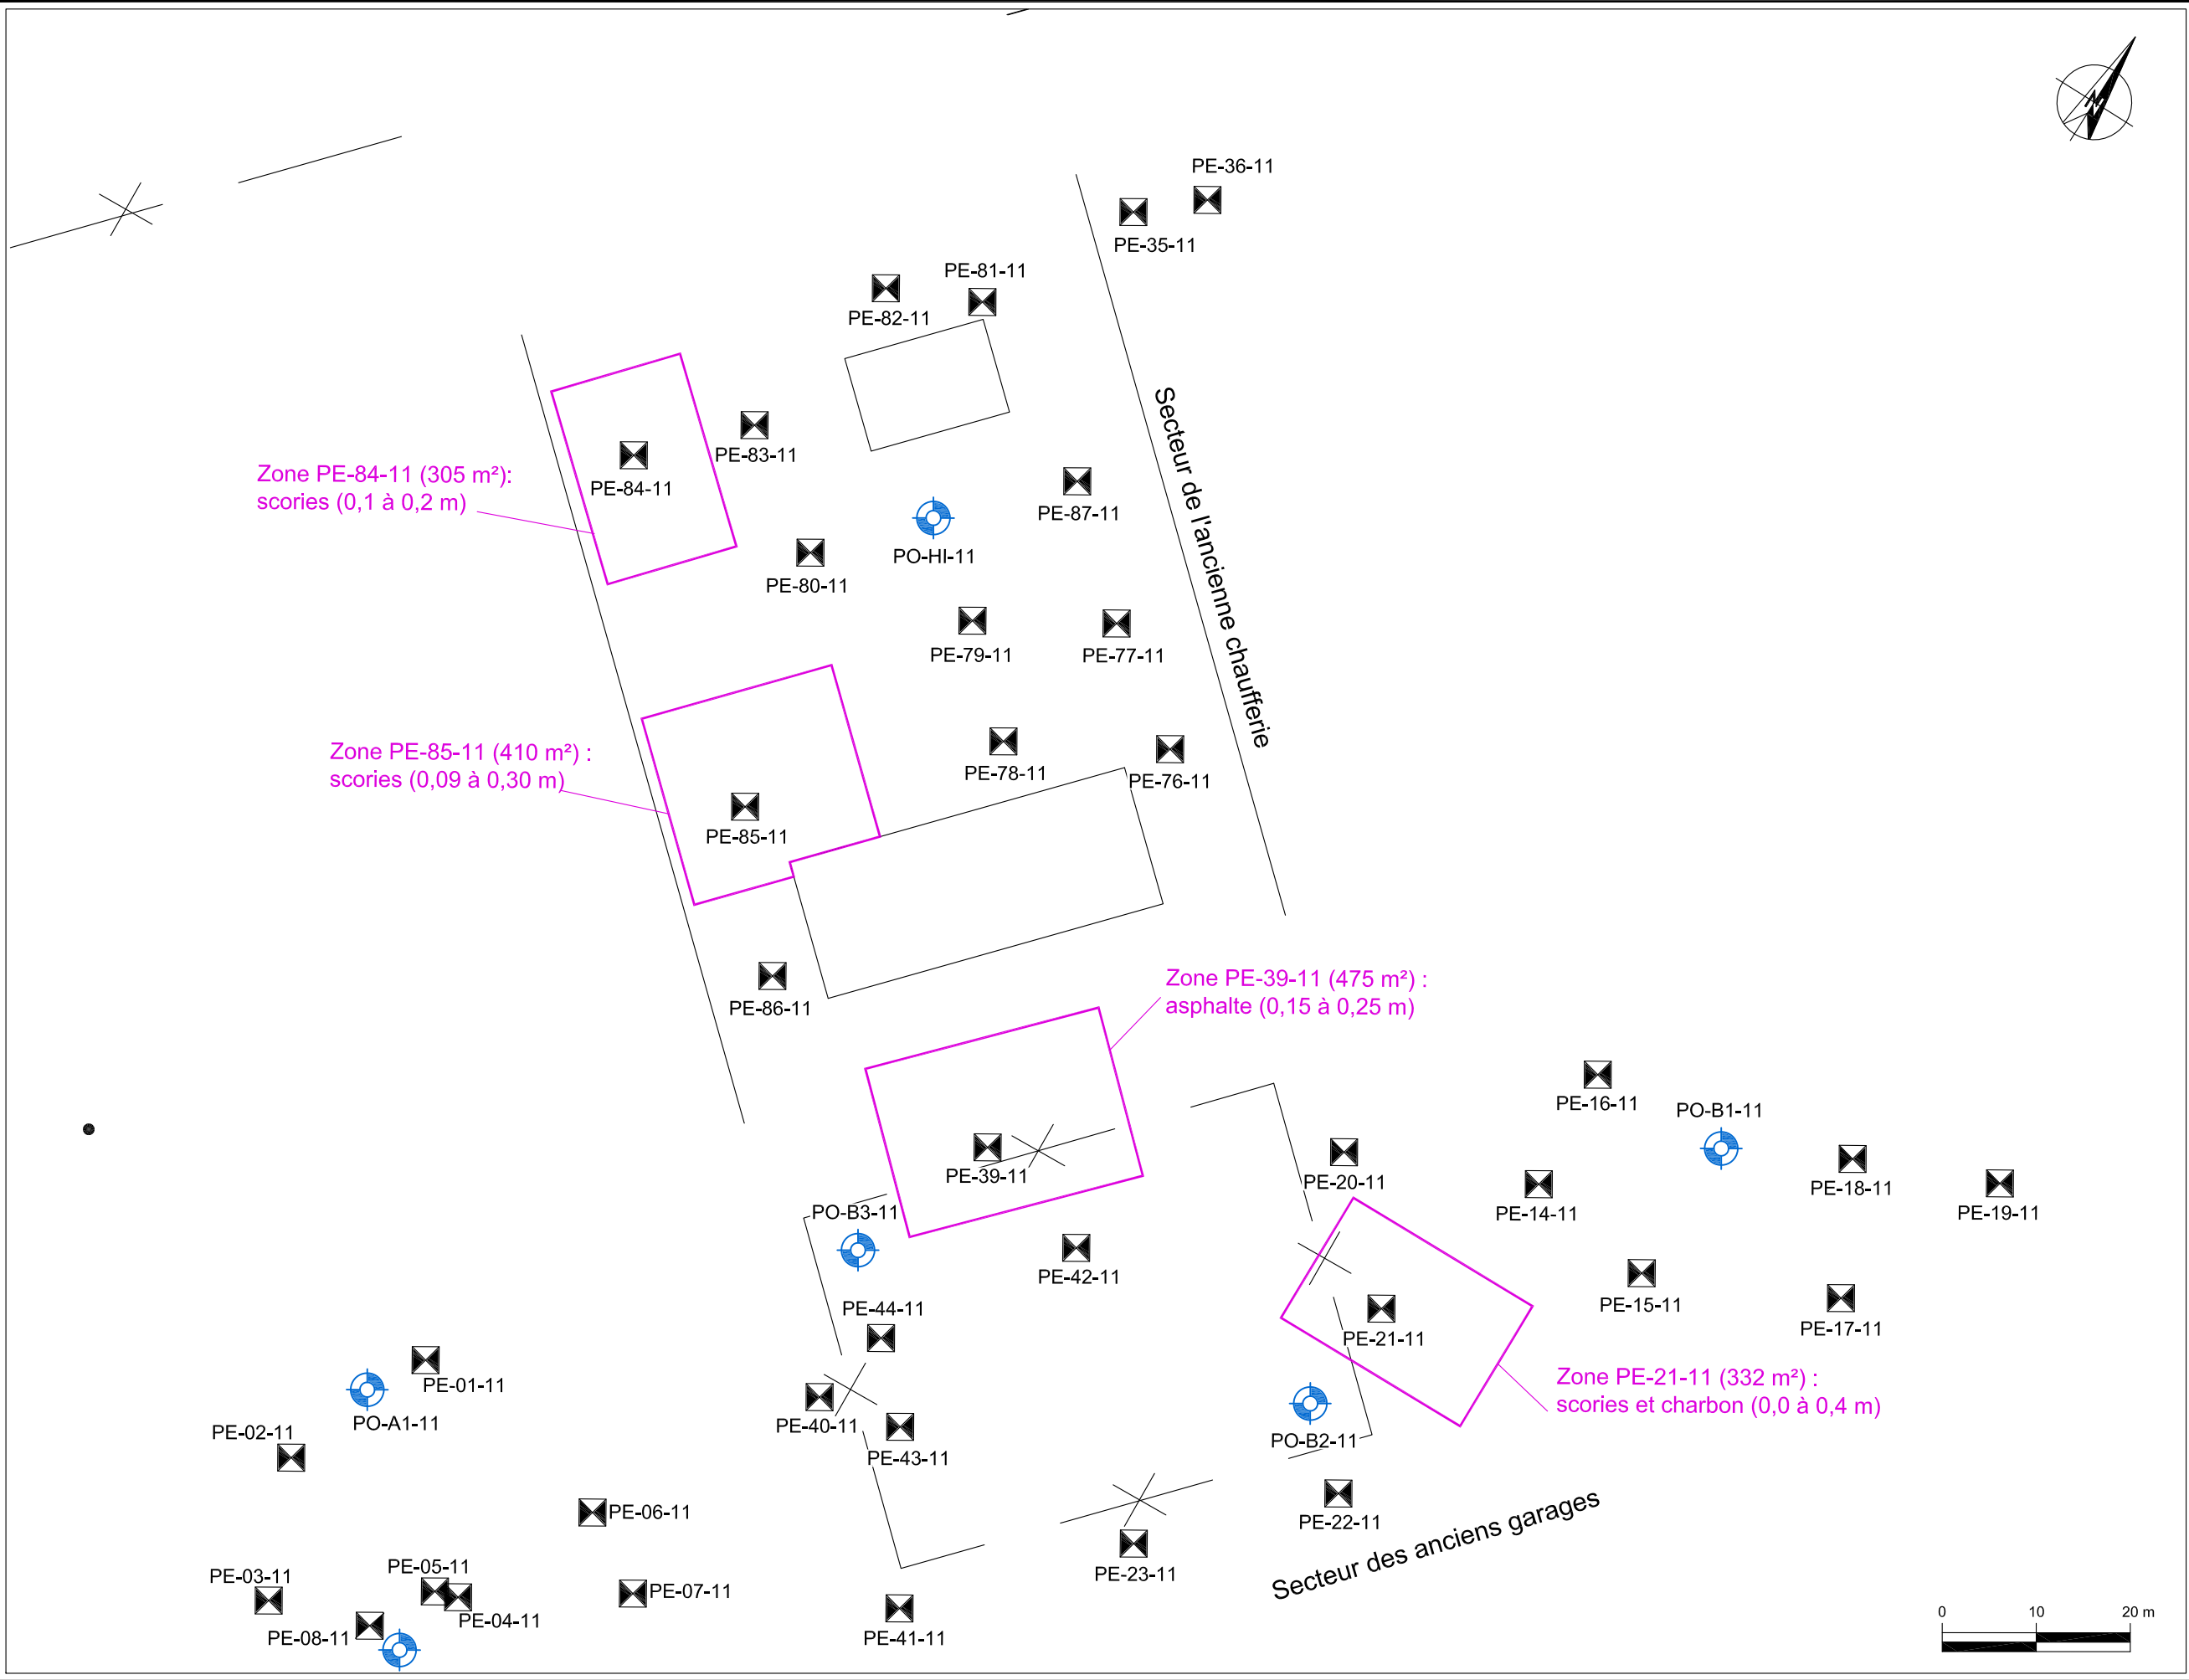 N
PE-36-11
PE-35-11
PE-81-11
PE-82-11
Secteur de l'ancienne chaufferie
PE-83-11
Zone PE-84-11 (305 m²):
scories (0,1 à 0,2 m)
PE-84-11
PE-87-11
PO-HI-11
PE-80-11
PE-79-11
PE-77-11
Zone PE-85-11 (410 m²) :
scories (0,09 à 0,30 m)
PE-78-11
PE-76-11
PE-85-11
Zone PE-39-11 (475 m²) :
asphalte (0,15 à 0,25 m)
PE-86-11
PE-16-11
PO-B1-11
PE-39-11
PE-20-11
PE-18-11
PE-14-11
PE-19-11
PO-B3-11
PE-42-11
PE-44-11
PE-15-11
PE-17-11
PE-21-11
Zone PE-21-11 (332 m²) :
scories et charbon (0,0 à 0,4 m)
PE-01-11
PO-A1-11
PE-02-11
PE-40-11
PE-43-11
PO-B2-11
PE-06-11
PE-22-11
Secteur des anciens garages
PE-05-11
PE-03-11
PE-07-11
PE-23-11
PE-04-11
PE-08-11
PE-41-11
0 10 20 m